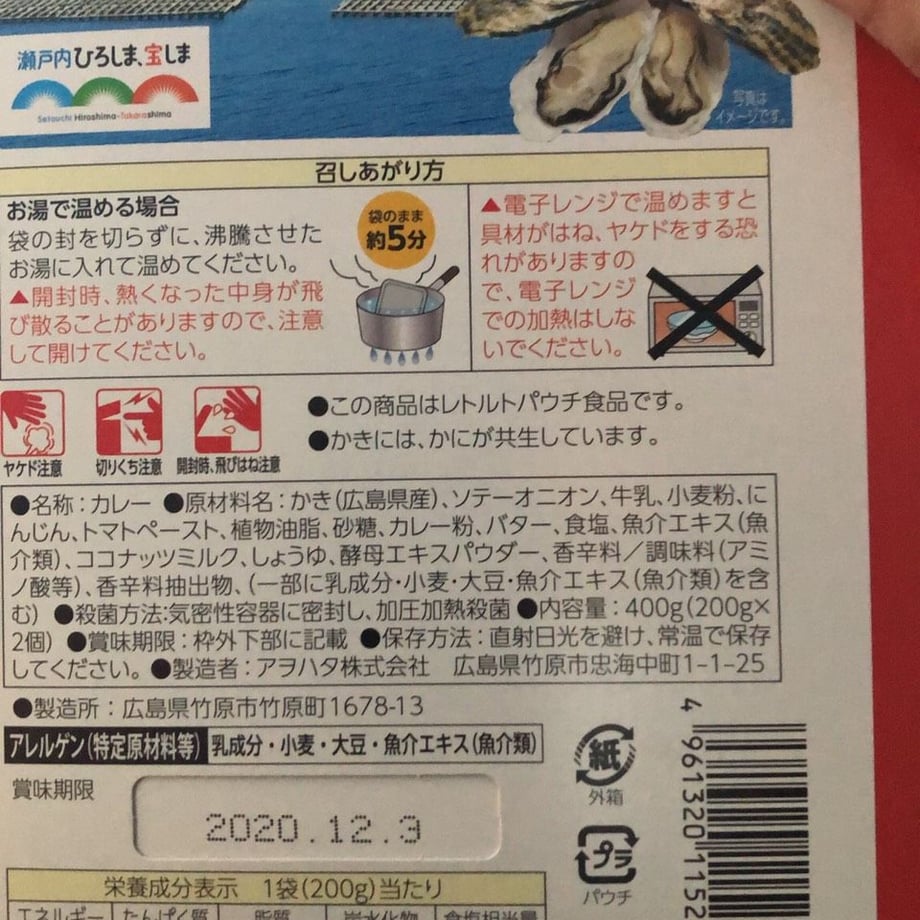 瀬戸内ひろしま、宝しま
Setouchi Hiroshima-Takarashima
写真は
イメージです。
召しあがり方
お湯で温める場合
袋の封を切らずに、沸騰させた
お湯に入れて温めてください。
▲開封時、熱くなった中身が飛
び散ることがありますので、注意
して開けてください。
袋のまま
約5分
▲電子レンジで温めますと
具材がはね、ヤケドをする恐
れがありますの
で、電子レンジ
での加熱はしな
いでください。
ヤケド注意 切りくち注意 開封時、飛びはね注意
●この商品はレトルトパウチ食品です。
●かきには、かにが共生しています。
●名称：カレー ●原材料名：かき(広島県産)、ソテーオニオン、牛乳、小麦粉、に
んじん、トマトペースト、植物油脂、砂糖、カレー粉、バター、食塩、魚介エキス(魚
介類)、ココナッツミルク、しょうゆ、酵母エキスパウダー、香辛料／調味料(アミ
ノ酸等)、香辛料抽出物、(一部に乳成分・小麦・大豆・魚介エキス(魚介類)を含
む) ●殺菌方法:気密性容器に密封し、加圧加熱殺菌 ●内容量：400g(200g×
2個) ●賞味期限：枠外下部に記載 ●保存方法：直射日光を避け、常温で保存
してください。●製造者：アヲハタ株式会社 広島県竹原市忠海中町1-1-25
●製造所：広島県竹原市竹原町1678-13
アレルゲン(特定原材料等) 乳成分・小麦・大豆・魚介エキス(魚介類)
賞味期限
2020.12.3
紙
外箱
プラ
パウチ
4 961320 1152
栄養成分表示 1袋(200g)当たり
エネルギー たんぱく質 脂質 炭水化物 食塩相当量